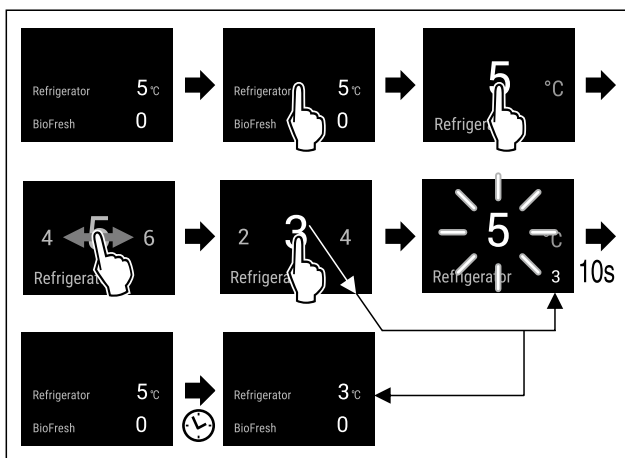 Refrigerator 5 °C
BioFresh 0
Refrigerator 5 °C
BioFresh 0
5 °C
Refriger
4 5 6
Refrigerat
2 3 4
Refrigera
5 °C
Refrigerator 3
10s
Refrigerator 5 °C
BioFresh 0
Refrigerator 3 °C
BioFresh 0